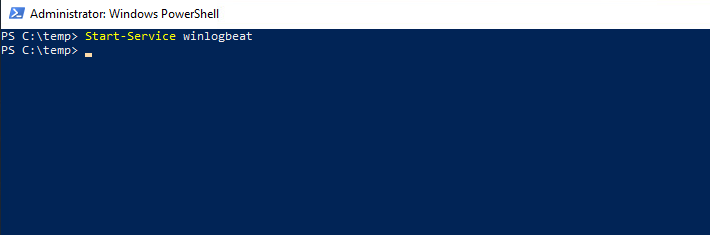 Administrator: Windows PowerShell
PS C:\temp> Start-Service winlogbeat
PS C:\temp>